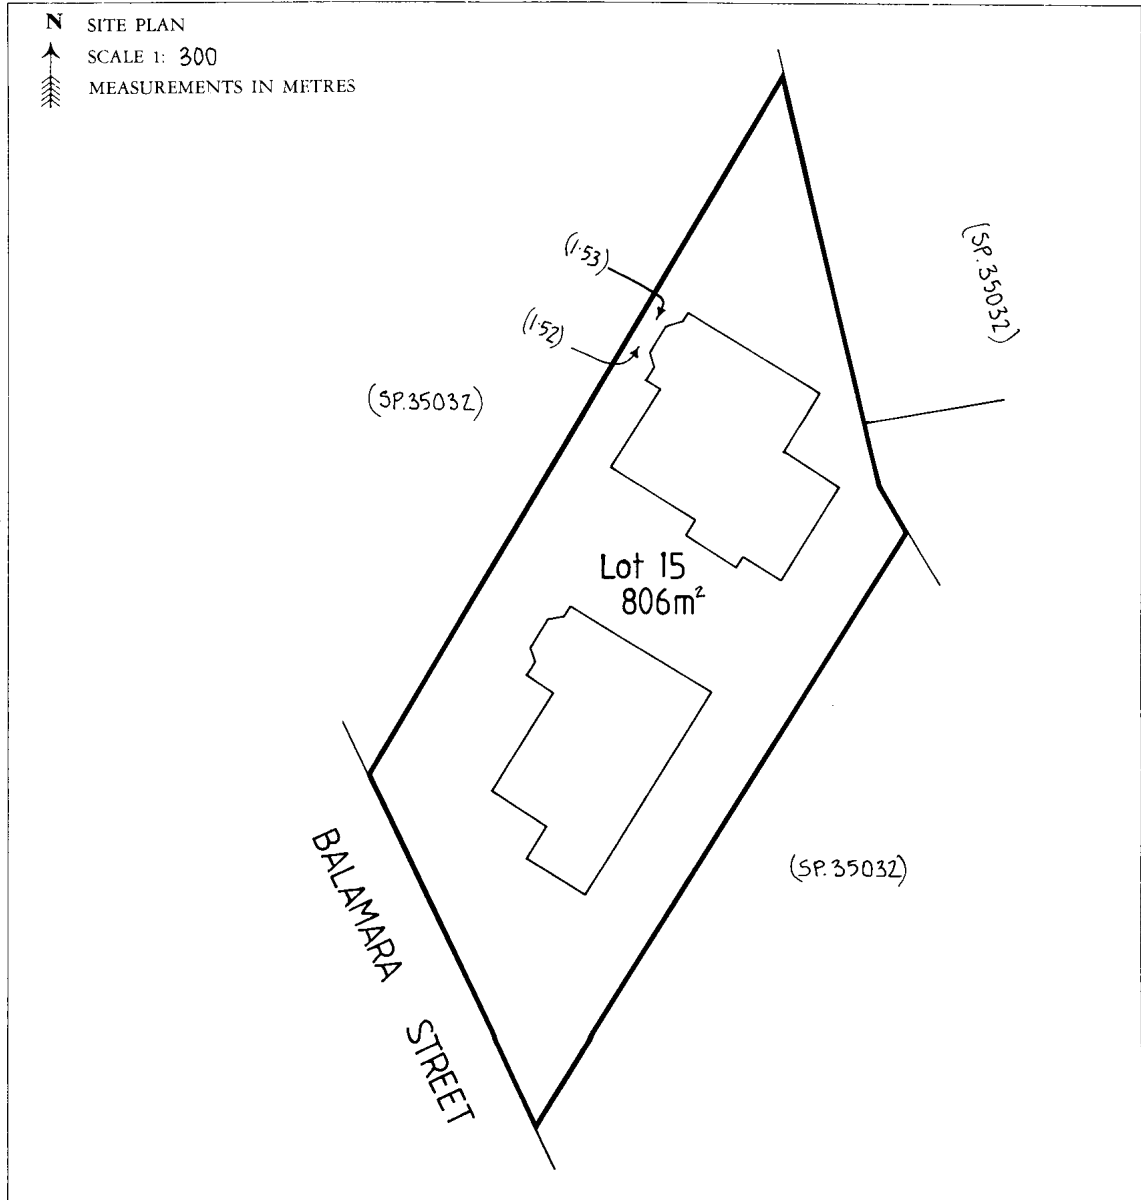 N SITE PLAN
SCALE 1: 300
MEASUREMENTS IN METRES
(1·53)
(SP.35032)
(1·52)
(SP.35032)
Lot 15
806m²
(SP.35032)
BALAMARA STREET